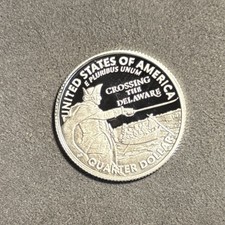 UNITED STATES OF AMERICA
E PLURIBUS UNUM
CROSSING
THE
DELAWARE
QUARTER DOLLAR